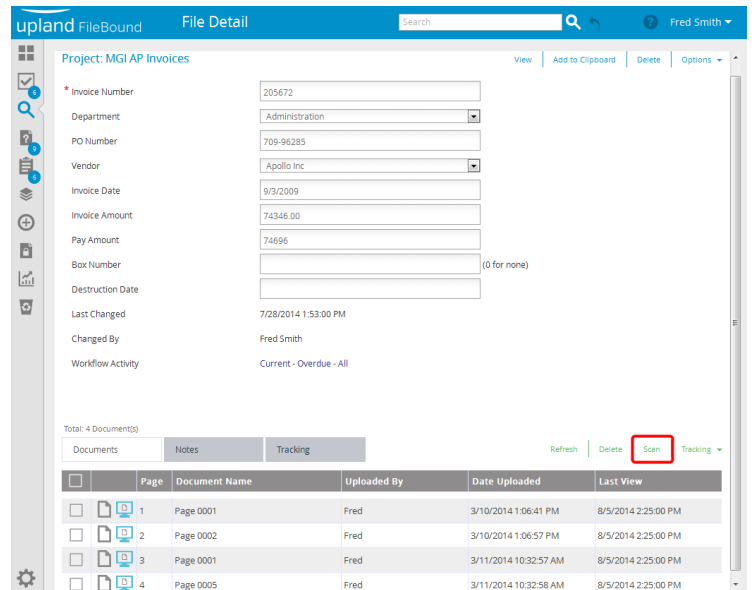 upland FileBound File Detail Search ? Fred Smith
Project: MGI AP Invoices View Add to Clipboard Delete Options
* Invoice Number 205672
Department Administration
6
PO Number 709-96285
?
9
Vendor Apollo Inc
6
Invoice Date 9/3/2009
Invoice Amount 74346.00
Pay Amount 74696
Box Number (0 for none)
Destruction Date
Last Changed 7/28/2014 1:53:00 PM
Changed By Fred Smith
Workflow Activity Current - Overdue - All
Total: 4 Document(s)
Documents Notes Tracking Refresh Delete Scan Tracking
Page Document Name Uploaded By Date Uploaded Last View
1 Page 0001 Fred 3/10/2014 1:06:41 PM 8/5/2014 2:25:00 PM
2 Page 0002 Fred 3/10/2014 1:06:57 PM 8/5/2014 2:25:00 PM
3 Page 0001 Fred 3/11/2014 10:32:57 AM 8/5/2014 2:25:00 PM
4 Page 0005 Fred 3/11/2014 10:32:58 AM 8/5/2014 2:25:00 PM